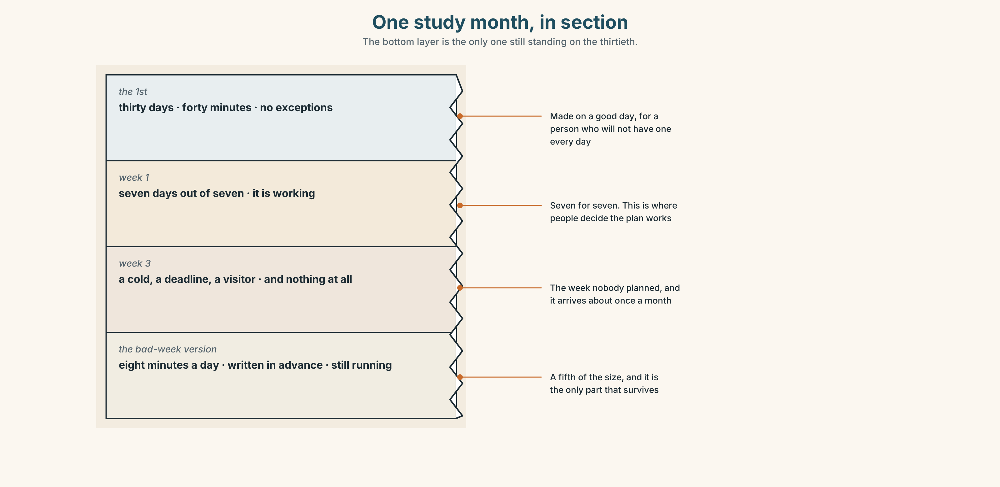 One study month, in section
The bottom layer is the only one still standing on the thirtieth.
the 1st
thirty days · forty minutes · no exceptions
Made on a good day, for a
person who will not have one
every day
week 1
seven days out of seven · it is working
Seven for seven. This is where
people decide the plan works
week 3
a cold, a deadline, a visitor · and nothing at all
The week nobody planned, and
it arrives about once a month
the bad-week version
eight minutes a day · written in advance · still running
A fifth of the size, and it is
the only part that survives